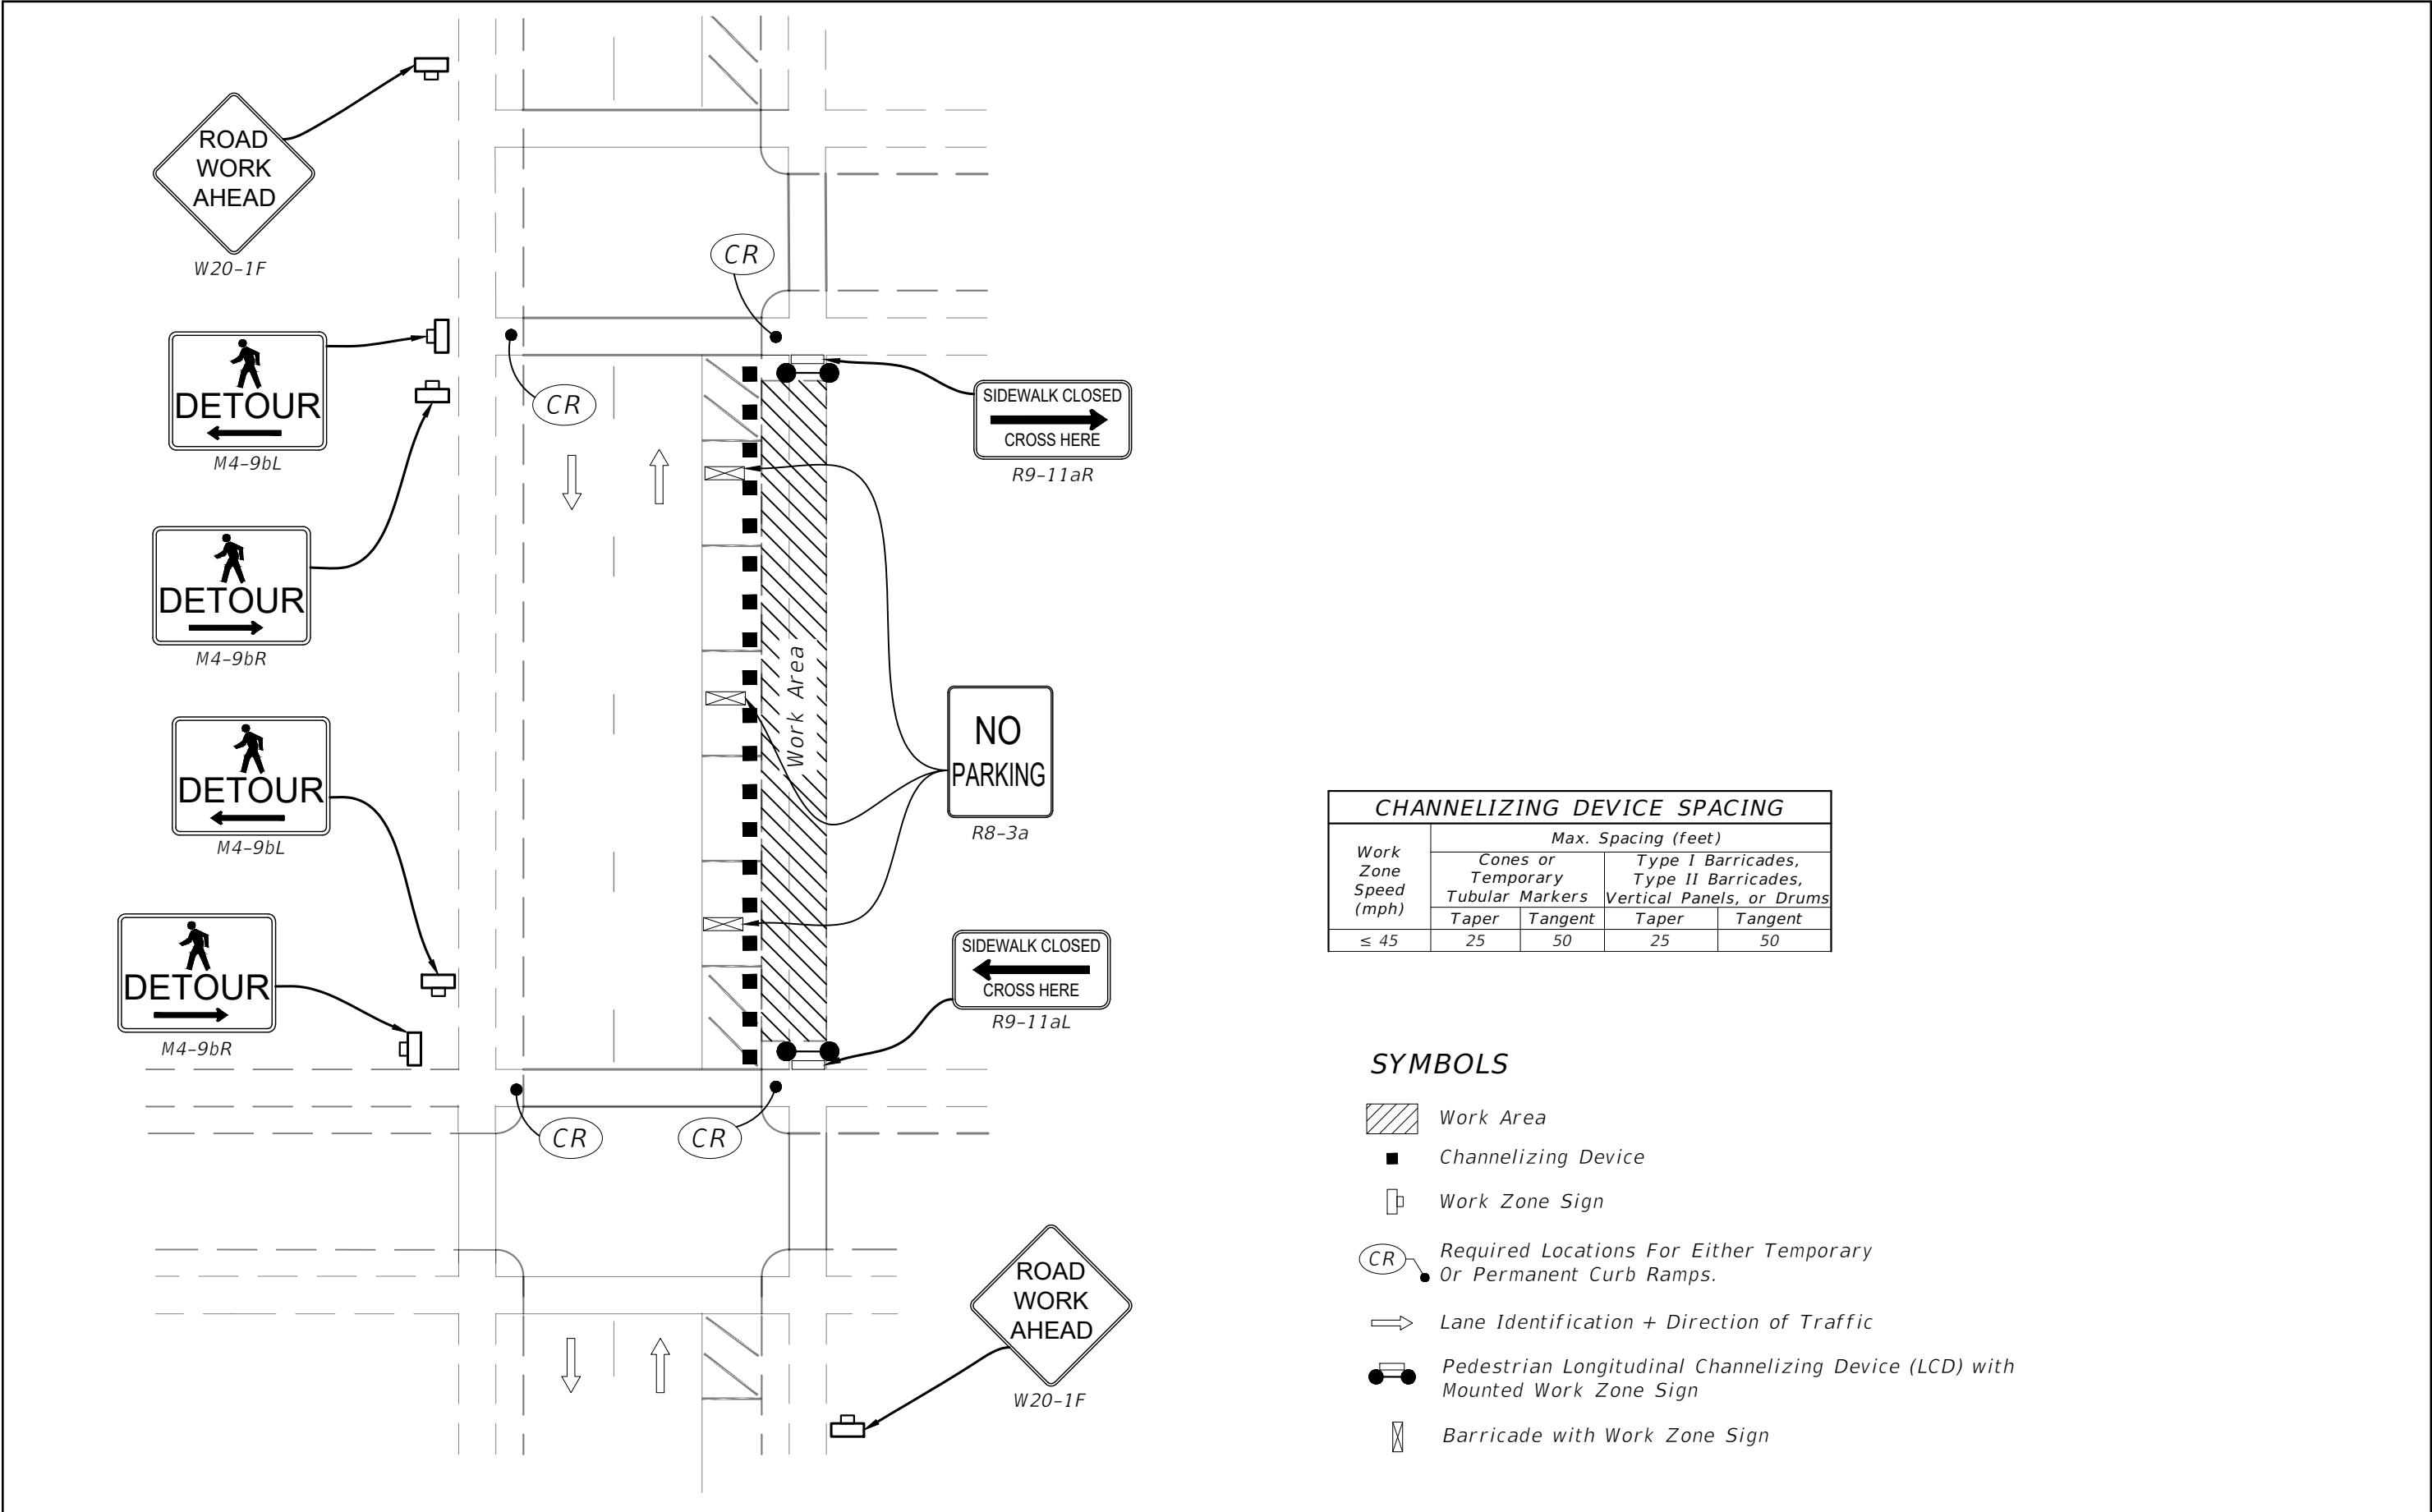 ROAD
WORK
AHEAD
W20-1F
CR
DETOUR
M4-9bL
CR
SIDEWALK CLOSED
CROSS HERE
R9-11aR
DETOUR
M4-9bR
Work Area
NO
PARKING
R8-3a
DETOUR
M4-9bL
DETOUR
M4-9bR
SIDEWALK CLOSED
CROSS HERE
R9-11aL
CR
CR
ROAD
WORK
AHEAD
W20-1F
CHANNELIZING DEVICE SPACING
Work
Zone
Speed
(mph)
Max. Spacing (feet)
Cones or
Temporary
Tubular Markers
Type I Barricades,
Type II Barricades,
Vertical Panels, or Drums
Taper Tangent Taper Tangent
≤ 45 25 50 25 50
SYMBOLS
Work Area
Channelizing Device
Work Zone Sign
CR
Required Locations For Either Temporary
Or Permanent Curb Ramps.
Lane Identification + Direction of Traffic
Pedestrian Longitudinal Channelizing Device (LCD) with
Mounted Work Zone Sign
Barricade with Work Zone Sign